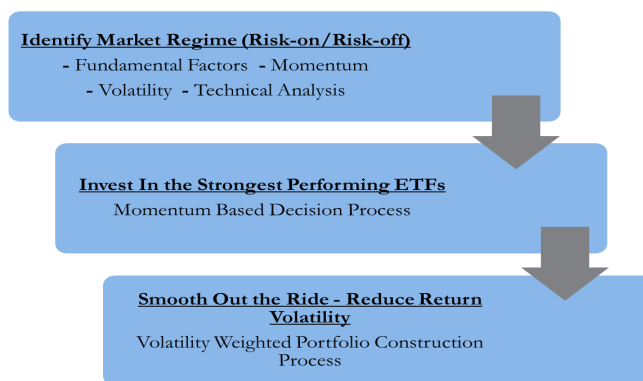 Identify Market Regime (Risk-on/Risk-off)
- Fundamental Factors - Momentum
- Volatility - Technical Analysis
Invest In the Strongest Performing ETFs
Momentum Based Decision Process
Smooth Out the Ride - Reduce Return
Volatility
Volatility Weighted Portfolio Construction
Process